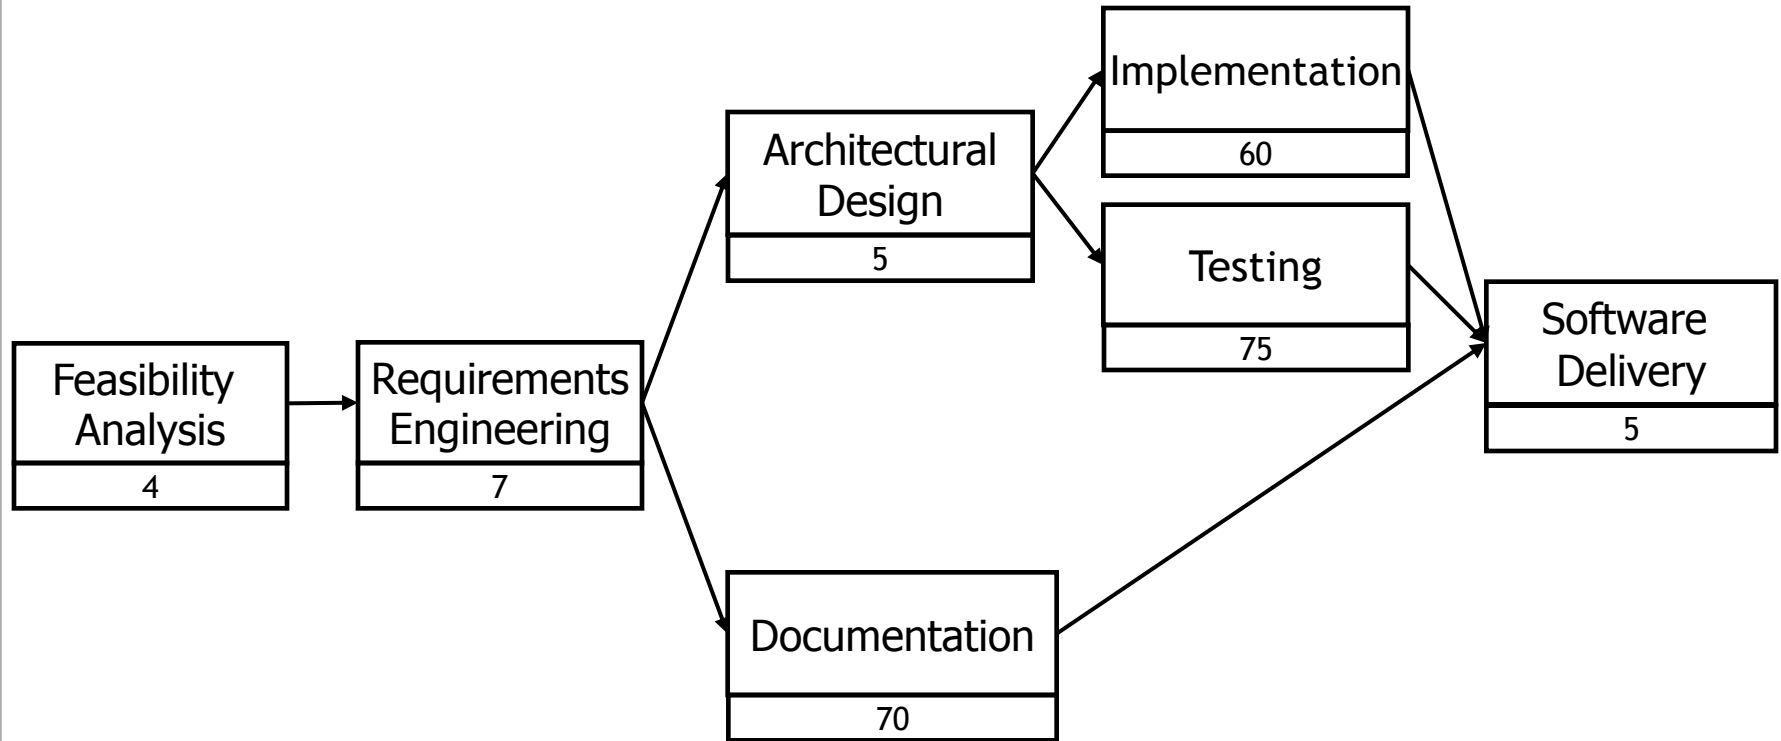 Feasibility
Analysis
4
Requirements
Engineering
7
Architectural
Design
5
Implementation
60
Testing
75
Documentation
70
Software
Delivery
5